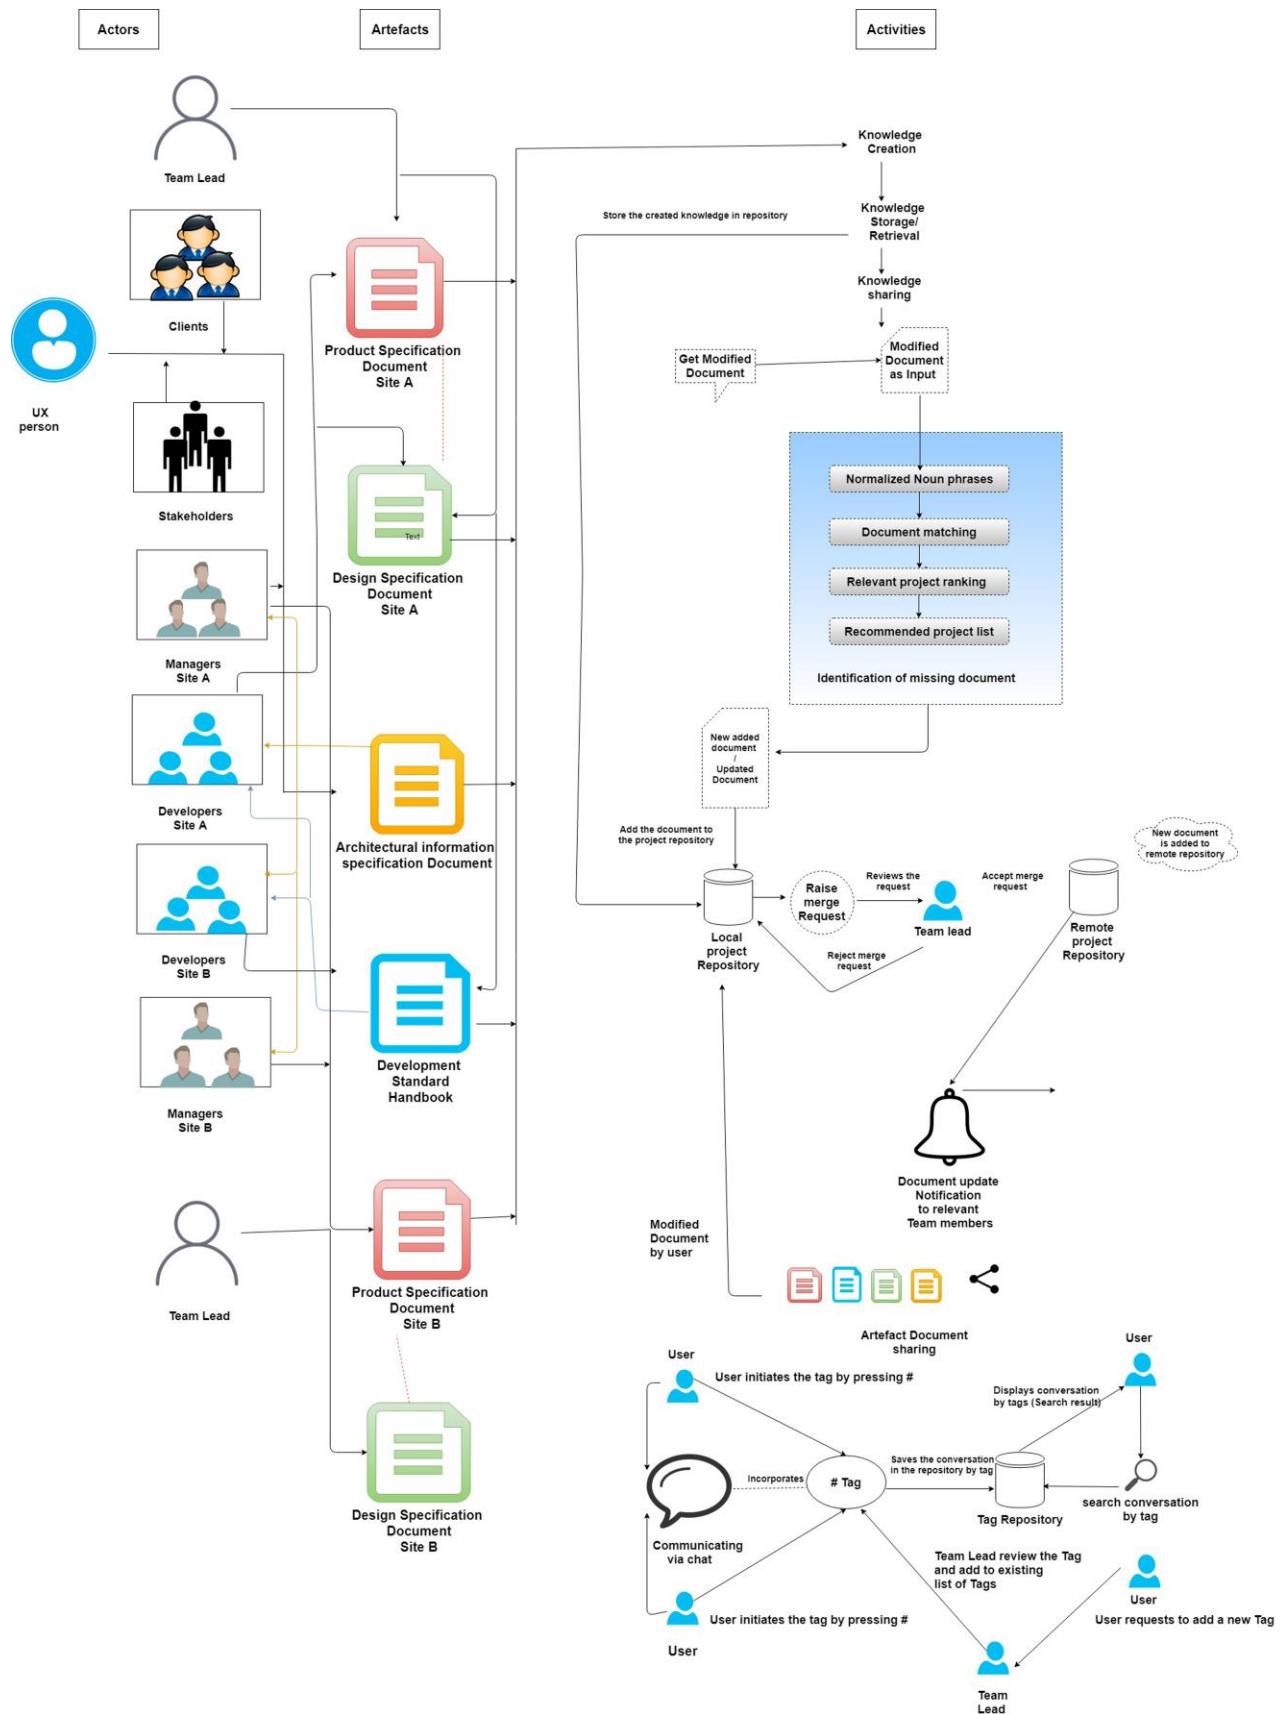 Actors
Artefacts
Activities
Team Lead
Clients
UX
person
Stakeholders
Managers
Site A
Developers
Site A
Developers
Site B
Managers
Site B
Team Lead
Product Specification
Document
Site A
Text
Design Specification
Document
Site A
Architectural information
specification Document
Development
Standard
Handbook
Product Specification
Document
Site B
Design Specification
Document
Site B
Knowledge
Creation
Store the created knowledge in repository
Knowledge
Storage/
Retrieval
Knowledge
sharing
Get Modified
Document
Modified
Document
as Input
Normalized Noun phrases
Document matching
Relevant project ranking
Recommended project list
Identification of missing document
New added
document
/
Updated
Document
Add the dcoument to
the project repository
Local
project
Repository
Raise
merge
Request
Reviews the
request
Team lead
Reject merge
request
Accept merge
request
Remote
project
Repository
New document
is added to
remote repository
Document update
Notification
to relevant
Team members
Modified
Document
by user
Artefact Document
sharing
User
User initiates the tag by pressing #
Communicating
via chat
Incorporates
# Tag
User initiates the tag by pressing #
User
Saves the conversation
in the repository by tag
Tag Repository
Displays conversation
by tags (Search result)
User
search conversation
by tag
Team Lead review the Tag
and add to existing
list of Tags
User
User requests to add a new Tag
Team
Lead